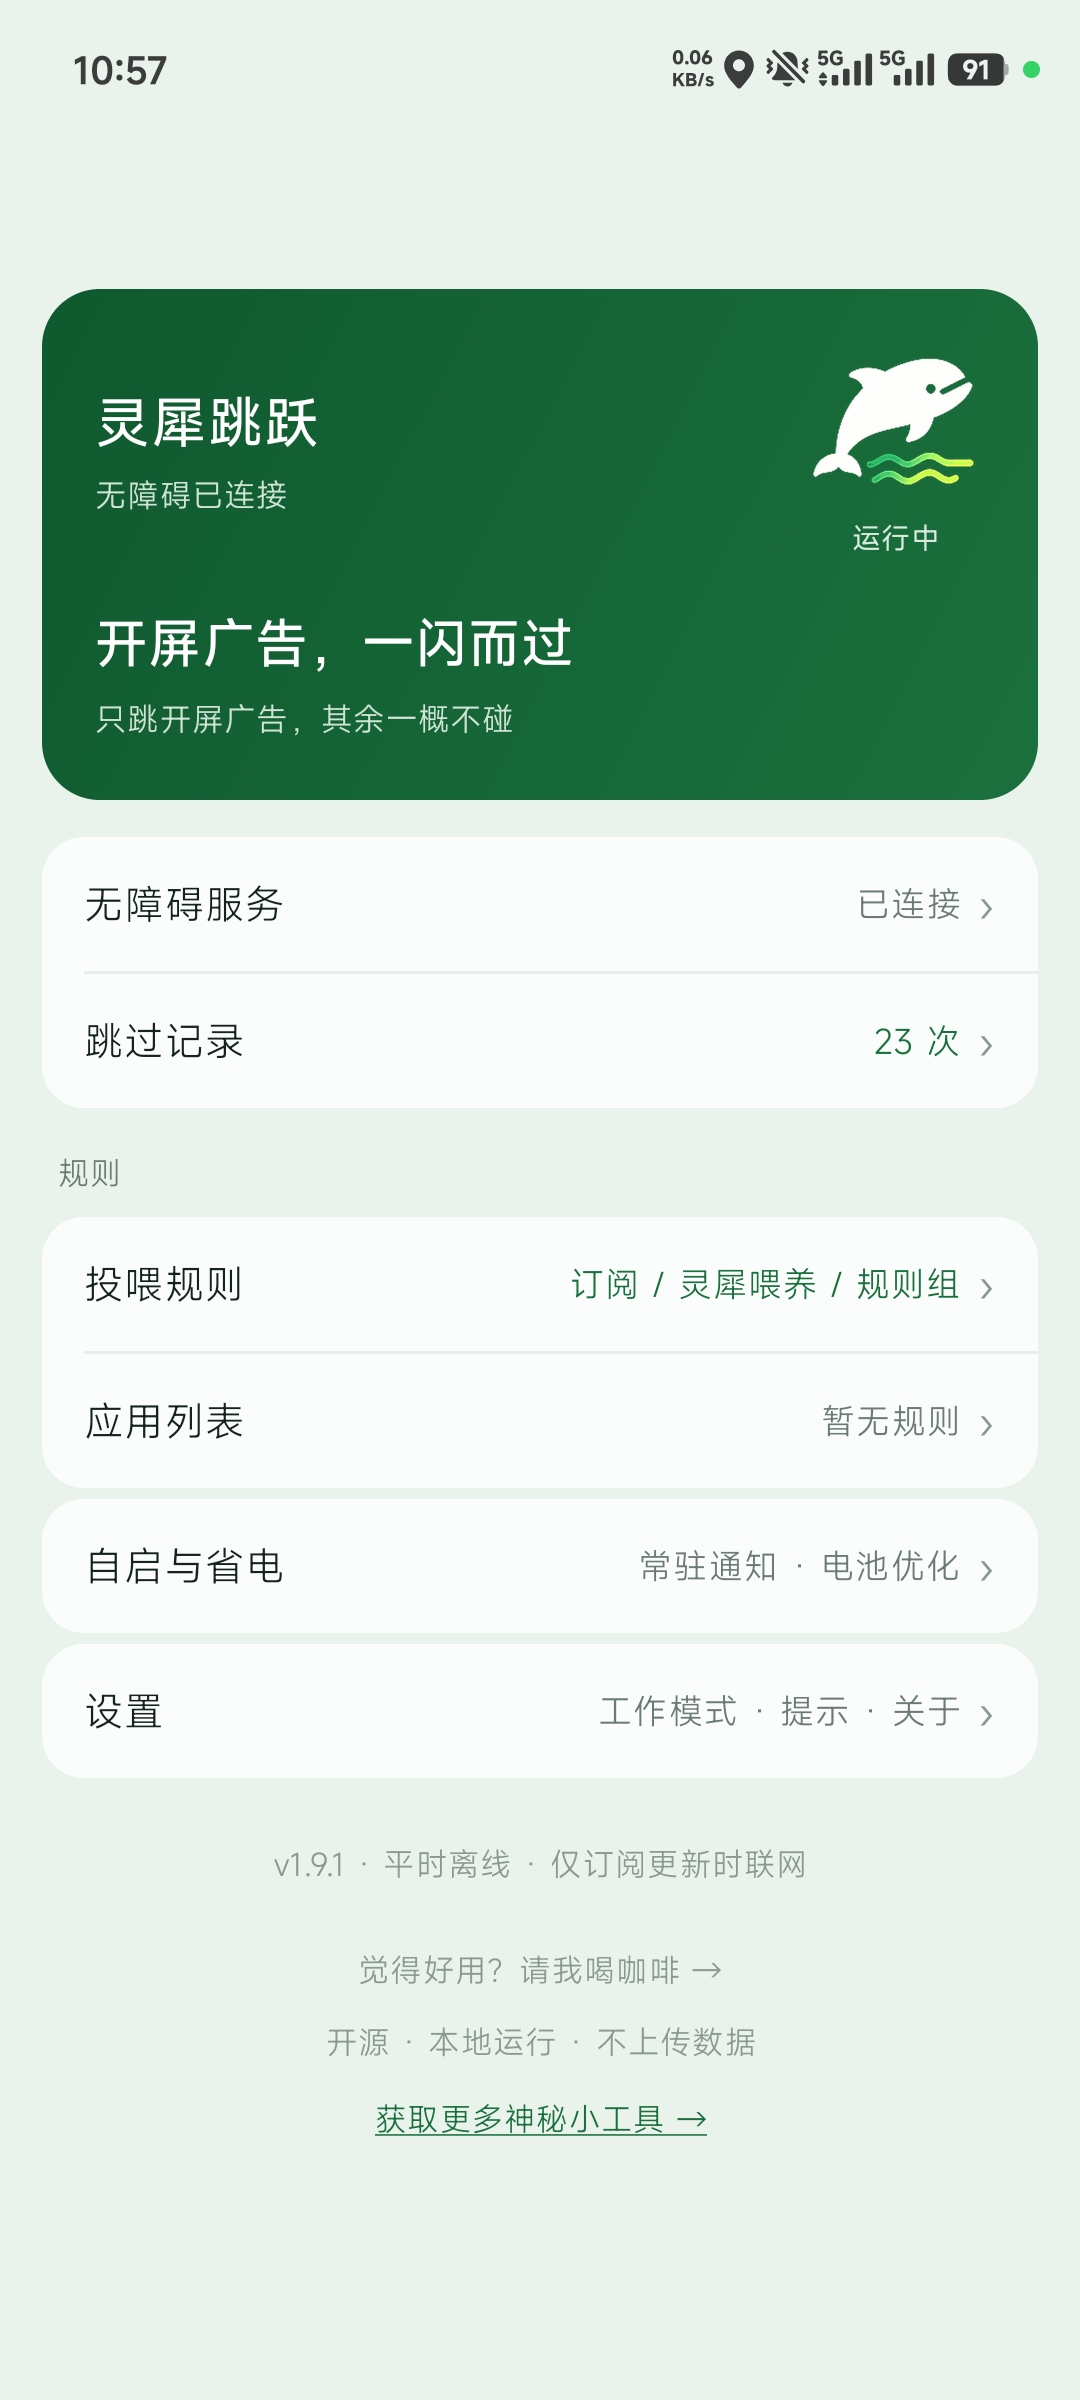 10:57
0.06 KB/s 5G 5G 91
灵犀跳跃
无障碍已连接
运行中
开屏广告，一闪而过
只跳开屏广告，其余一概不碰
无障碍服务 已连接 ›
跳过记录 23 次 ›
规则
投喂规则 订阅 / 灵犀喂养 / 规则组 ›
应用列表 暂无规则 ›
自启与省电 常驻通知 · 电池优化 ›
设置 工作模式 · 提示 · 关于 ›
v1.9.1 · 平时离线 · 仅订阅更新时联网
觉得好用？请我喝咖啡 →
开源 · 本地运行 · 不上传数据
获取更多神秘小工具 →